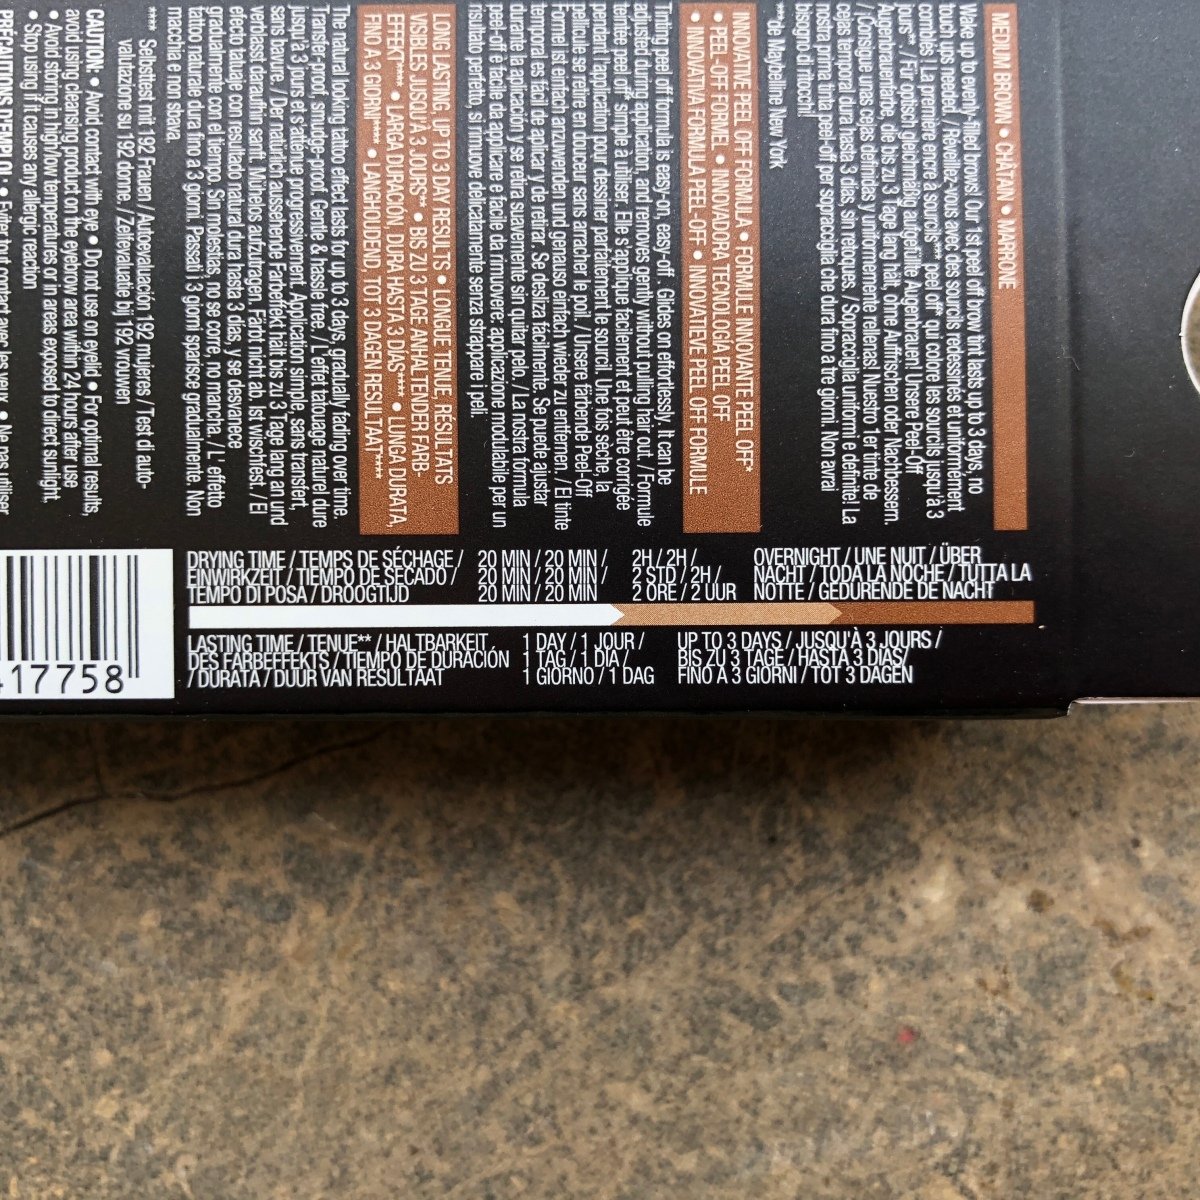 MEDIUM BROWN • CHÂTAIN • MARRONE
Wake up to evenly-filled brows! Our 1st peel off brow tint lasts up to 3 days, no
touch ups needed. / Réveillez-vous avec des sourcils redessinés et uniformément
comblés ! La première encre à sourcils** peel off* qui colore les sourcils jusqu'à 3
jours** / Für optisch gleichmäßig aufgefüllte Augenbrauen! Unsere Peel-Off
Augenbrauenfarbe, die bis zu 3 Tage lang hält, ohne Auffrischen oder Nachbessern.
/ ¡Consigue unas cejas definidas y uniformemente rellenas! Nuestro 1er tinte de
cejas temporal dura hasta 3 días, sin retoques. / Sopracciglia uniformi e definite! La
nostra prima tinta peel-off per sopracciglia che dura fino a tre giorni. Non avrai
bisogno di ritocchi!
**de Maybelline New York
INNOVATIVE PEEL OFF FORMULA • FORMULE INNOVANTE PEEL OFF*
• PEEL-OFF FORMEL • INNOVADORA TECNOLOGÍA PEEL OFF
• INNOVATIVA FORMULA PEEL-OFF • INNOVATIEVE PEEL OFF FORMULE
Tinting peel off formula is easy-on, easy-off. Glides on effortlessly, it can be
adjusted during application, and removes gently without pulling hair out. / Formule
teintée peel off* simple à utiliser. Elle s'applique facilement et peut être corrigée
pendant l'application pour dessiner parfaitement le sourcil. Une fois sèche, la
pellicule se retire en douceur sans arracher le poil. / Unsere färbende Peel-Off
Formel ist einfach anzuwenden und genauso einfach wieder zu entfernen. / El tinte
temporal es fácil de aplicar y de retirar. Se desliza fácilmente. Se puede ajustar
durante la aplicación y se retira suavemente sin quitar pelo. / La nostra formula
peel-off è facile da applicare e facile da rimuovere: applicazione modulabile per un
risultato perfetto, si rimuove delicatamente senza strappare i peli.
LONG LASTING, UP TO 3 DAY RESULTS • LONGUE TENUE, RÉSULTATS
VISIBLES JUSQU'À 3 JOURS** • BIS ZU 3 TAGE ANHALTENDER FARB-
EFFEKT**** • LARGA DURACIÓN, DURA HASTA 3 DÍAS**** • LUNGA DURATA,
FINO A 3 GIORNI**** • LANGHOUDEND, TOT 3 DAGEN RESULTAAT****
The natural looking tattoo effect lasts for up to 3 days, gradually fading over time.
Transfer-proof, smudge-proof. Gentle & hassle free. / L' effet tatouage naturel dure
jusqu'à 3 jours et s'atténue progressivement. Application simple, sans transfert,
sans bavure. / Der natürlich aussehende Farbeffekt hält bis zu 3 Tage lang an und
verblasst daraufhin sanft. Mühelos aufzutragen. Färbt nicht ab. Ist wischfest. / El
efecto tatuaje con resultado natural dura hasta 3 días, y se desvance
gradualmente con el tiempo. Sin molestias, no se corre, no mancha. / L' effetto
tattoo naturale dura fino a 3 giorni. Passati 3 giorni sparisce gradualmente. Non
macchia e non sbava.
**** Selbsttest mit 192 Frauen / Autoevaluación 192 mujeres / Test di auto-
valutazione su 192 donne. / Zelfevaluatie bij 192 vrouwen
CAUTION: • Avoid contact with eye • Do not use on eyelid • For optimal results,
avoid using cleansing product on the eyebrow area within 24 hours after use
• Avoid storing in high/low temperatures or in areas exposed to direct sunlight.
• Stop using if it causes any allergic reaction
PRÉCAUTIONS D'EMPLOI : • Éviter tout contact avec les yeux. • Ne pas utiliser
DRYING TIME / TEMPS DE SÉCHAGE / 20 MIN / 20 MIN / 2H / 2H / OVERNIGHT / UNE NUIT / ÜBER
EINWIRKZEIT / TIEMPO DE SECADO / 20 MIN / 20 MIN / 2 STD / 2H / NACHT / TODA LA NOCHE / TUTTA LA
TEMPO DI POSA / DROOGTIJD 20 MIN / 20 MIN 2 ORE / 2 UUR NOTTE / GEDURENDE DE NACHT
LASTING TIME / TENUE** / HALTBARKEIT 1 DAY / 1 JOUR / UP TO 3 DAYS / JUSQU'À 3 JOURS /
DES FARBEFFEKTS / TIEMPO DE DURACIÓN 1 TAG / 1 DÍA / BIS ZU 3 TAGE / HASTA 3 DÍAS/
/ DURATA / DUUR VAN RESULTAAT 1 GIORNO / 1 DAG FINO A 3 GIORNI / TOT 3 DAGEN
417758